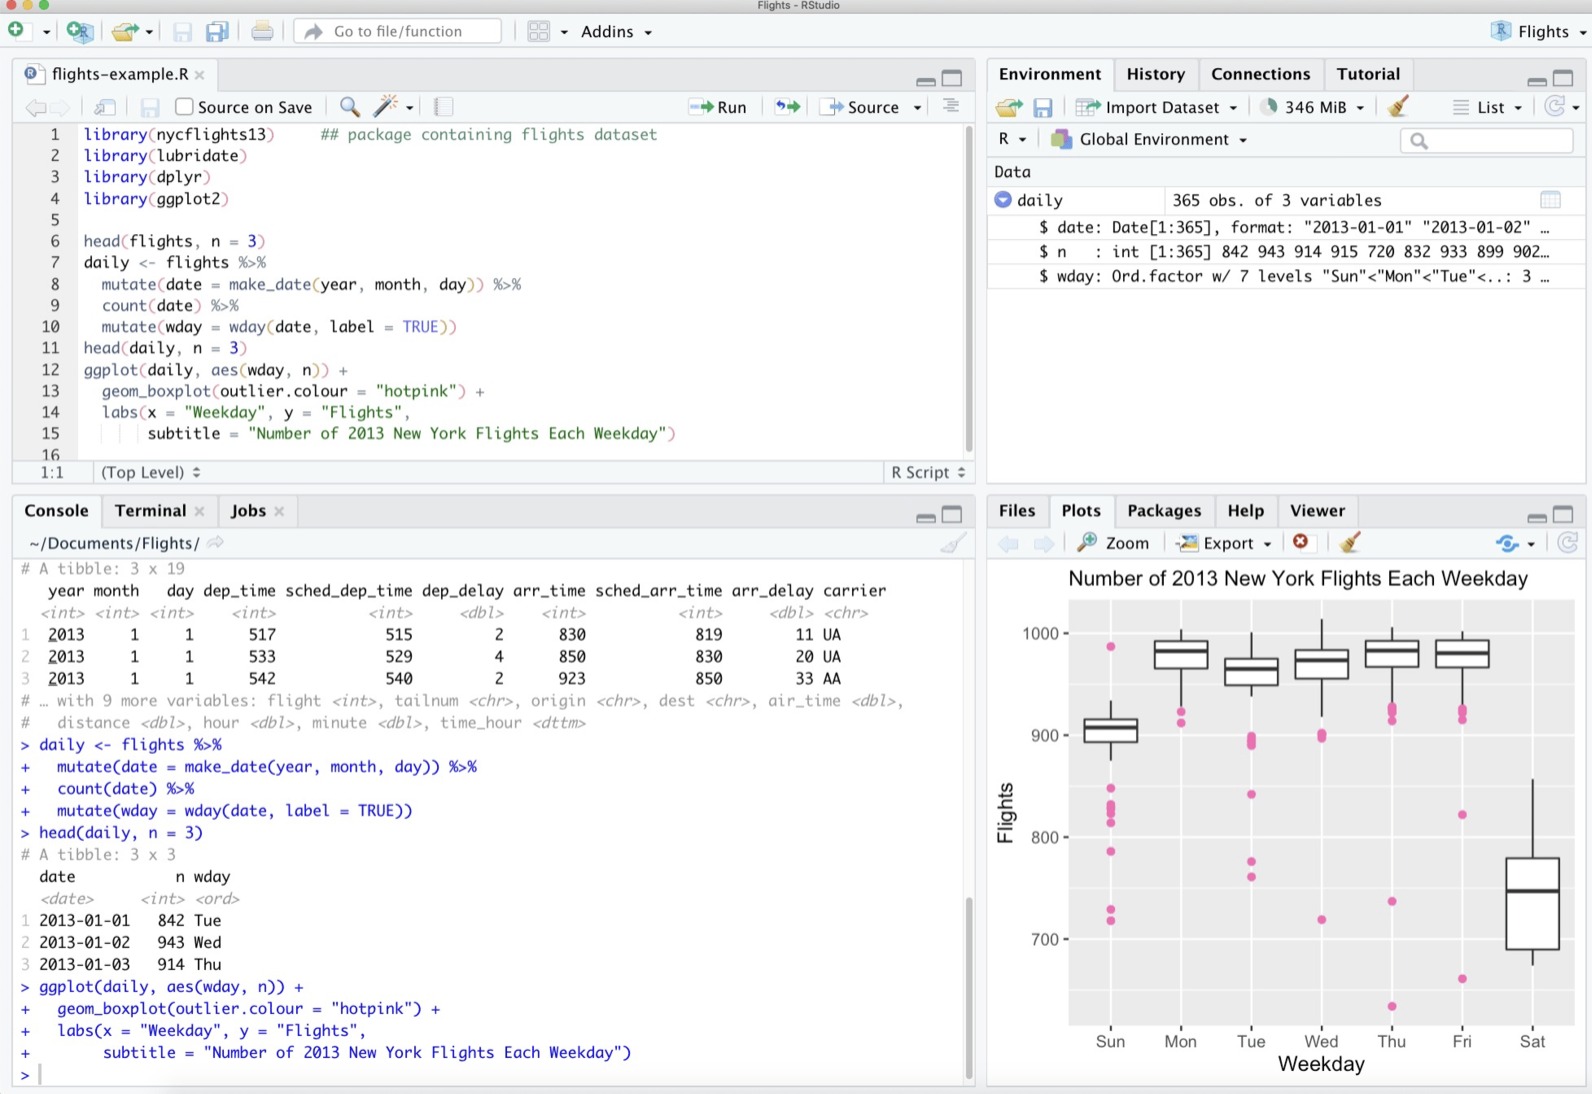 Flights - RStudio
Go to file/function
Addins
Flights
flights-example.R
Source on Save
Run
Source
1 library(nycflights13)     ## package containing flights dataset
2 library(lubridate)
3 library(dplyr)
4 library(ggplot2)
5
6 head(flights, n = 3)
7 daily <- flights %>%
8   mutate(date = make_date(year, month, day)) %>%
9   count(date) %>%
10   mutate(wday = wday(date, label = TRUE))
11 head(daily, n = 3)
12 ggplot(daily, aes(wday, n)) +
13   geom_boxplot(outlier.colour = "hotpink") +
14   labs(x = "Weekday", y = "Flights",
15        subtitle = "Number of 2013 New York Flights Each Weekday")
16
1:1 (Top Level) R Script
Environment History Connections Tutorial
Import Dataset 346 MiB List
R Global Environment
Data
daily 365 obs. of 3 variables
$ date: Date[1:365], format: "2013-01-01" "2013-01-02" …
$ n   : int [1:365] 842 943 914 915 720 832 933 899 902…
$ wday: Ord.factor w/ 7 levels "Sun"<"Mon"<"Tue"<..: 3 …
Console Terminal Jobs
~/Documents/Flights/
# A tibble: 3 x 19
year month day dep_time sched_dep_time dep_delay arr_time sched_arr_time arr_delay carrier
<int> <int> <int> <int> <int> <dbl> <int> <int> <dbl> <chr>
1 2013 1 1 517 515 2 830 819 11 UA
2 2013 1 1 533 529 4 850 830 20 UA
3 2013 1 1 542 540 2 923 850 33 AA
# … with 9 more variables: flight <int>, tailnum <chr>, origin <chr>, dest <chr>, air_time <dbl>,
#   distance <dbl>, hour <dbl>, minute <dbl>, time_hour <dttm>
> daily <- flights %>%
+   mutate(date = make_date(year, month, day)) %>%
+   count(date) %>%
+   mutate(wday = wday(date, label = TRUE))
> head(daily, n = 3)
# A tibble: 3 x 3
date n wday
<date> <int> <ord>
1 2013-01-01 842 Tue
2 2013-01-02 943 Wed
3 2013-01-03 914 Thu
> ggplot(daily, aes(wday, n)) +
+   geom_boxplot(outlier.colour = "hotpink") +
+   labs(x = "Weekday", y = "Flights",
+        subtitle = "Number of 2013 New York Flights Each Weekday")
>
Files Plots Packages Help Viewer
Zoom Export
Number of 2013 New York Flights Each Weekday
1000
900
800
700
Flights
Sun Mon Tue Wed Thu Fri Sat
Weekday